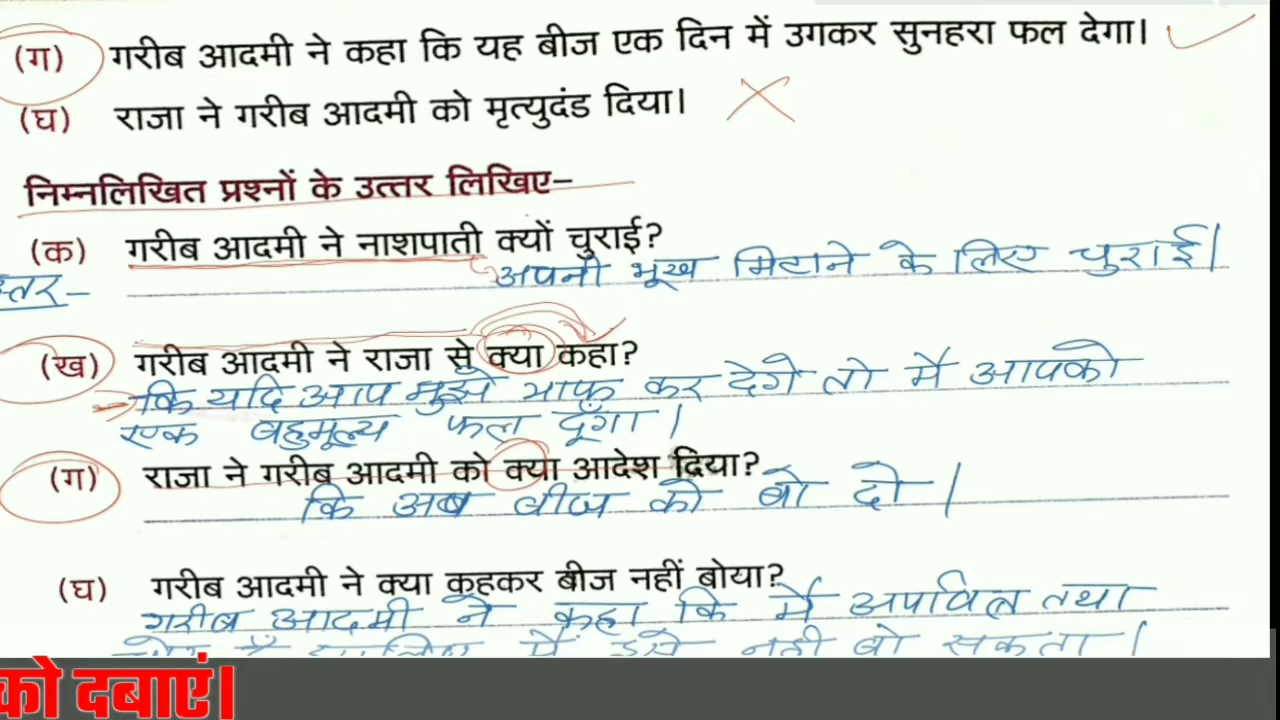 (ग) गरीब आदमी ने कहा कि यह बीज एक दिन में उगकर सुनहरा फल देगा।
(घ) राजा ने गरीब आदमी को मृत्युदंड दिया।
निम्नलिखित प्रश्नों के उत्तर लिखिए–
(क) गरीब आदमी ने नाशपाती क्यों चुराई?
अपनी भूख मिटाने के लिए चुराई।
(ख) गरीब आदमी ने राजा से क्या कहा?
कि यदि आप मुझे माफ कर देगे तो मैं आपको
एक बहुमूल्य फल दूँगा।
(ग) राजा ने गरीब आदमी को क्या आदेश दिया?
कि अब बीज को बो दो।
(घ) गरीब आदमी ने क्या कहकर बीज नहीं बोया?
गरीब आदमी ने कहा कि मैं अपवित्र तथा
मैं इसे नही बो सकता।
को दबाएं।